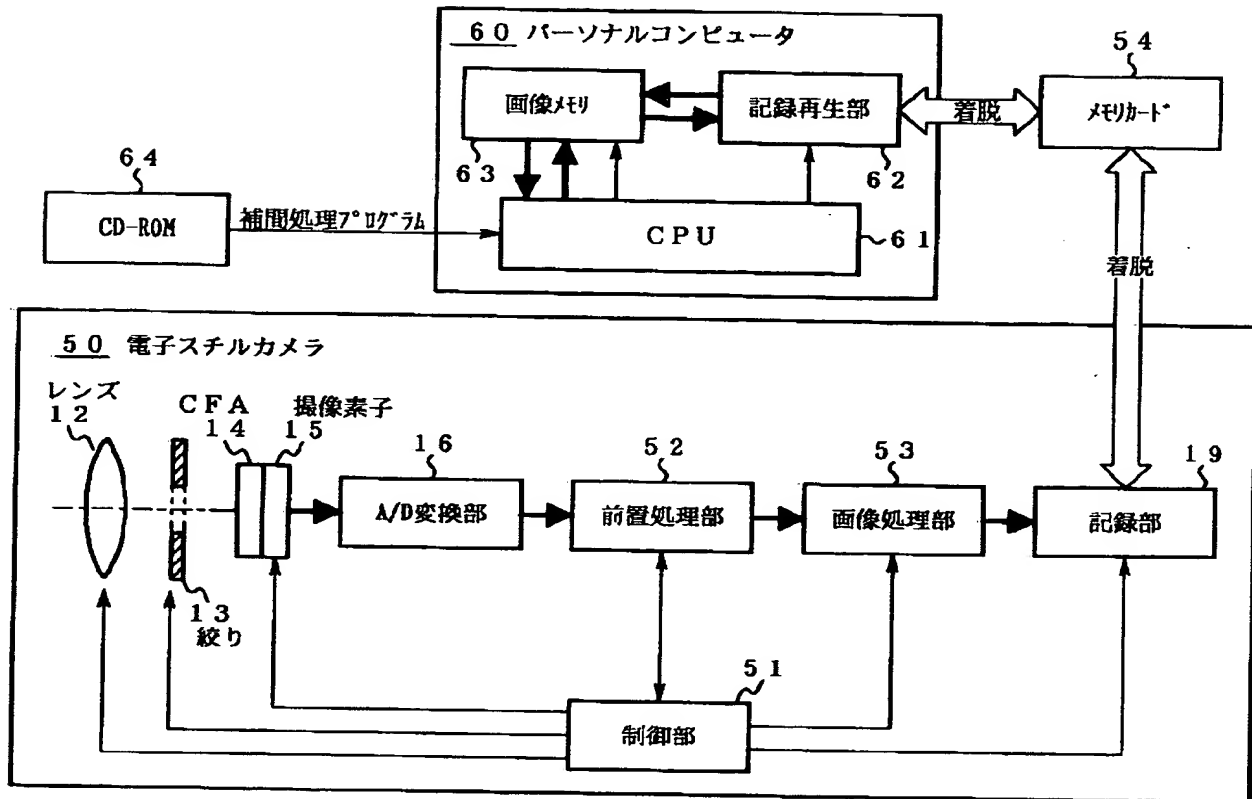 ６０ パーソナルコンピュータ
５４
画像メモリ
記録再生部
着脱
メモリカード
６３
６２
６４
CD-ROM
補間処理プログラム
ＣＰＵ
６１
着脱
５０ 電子スチルカメラ
レンズ
１２
ＣＦＡ
１４
撮像素子
１５
１６
５２
５３
１９
A/D変換部
前置処理部
画像処理部
記録部
１３
絞り
５１
制御部